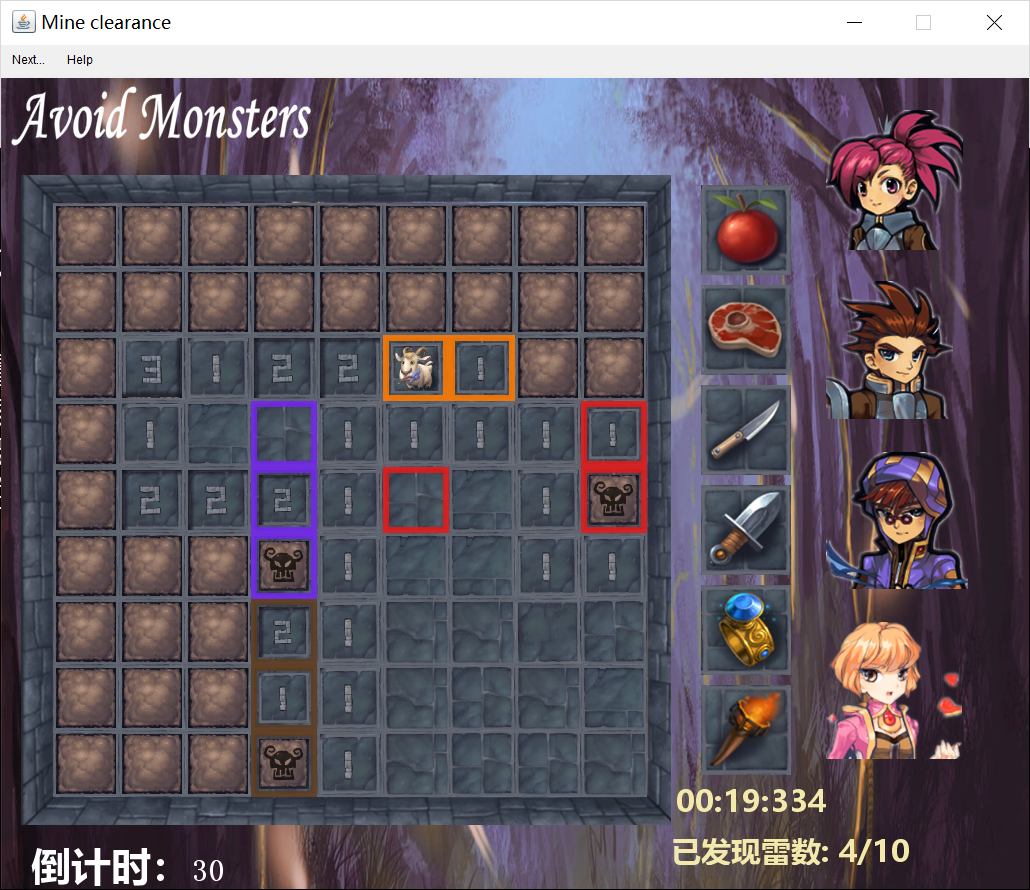 Mine clearance
Next... Help
Avoid Monsters
3 1 2 2 1
1 1 1 1 1 1
2 2 2 1 1
1 1 1
2 1
1 1
1
00:19:334
已发现雷数: 4/10
倒计时: 30